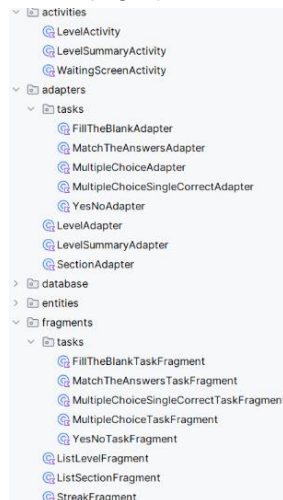 activities
LevelActivity
LevelSummaryActivity
WaitingScreenActivity
adapters
tasks
FillTheBlankAdapter
MatchTheAnswersAdapter
MultipleChoiceAdapter
MultipleChoiceSingleCorrectAdapter
YesNoAdapter
LevelAdapter
LevelSummaryAdapter
SectionAdapter
database
entities
fragments
tasks
FillTheBlankTaskFragment
MatchTheAnswersTaskFragment
MultipleChoiceSingleCorrectTaskFragment
MultipleChoiceTaskFragment
YesNoTaskFragment
ListLevelFragment
ListSectionFragment
StreakFragment